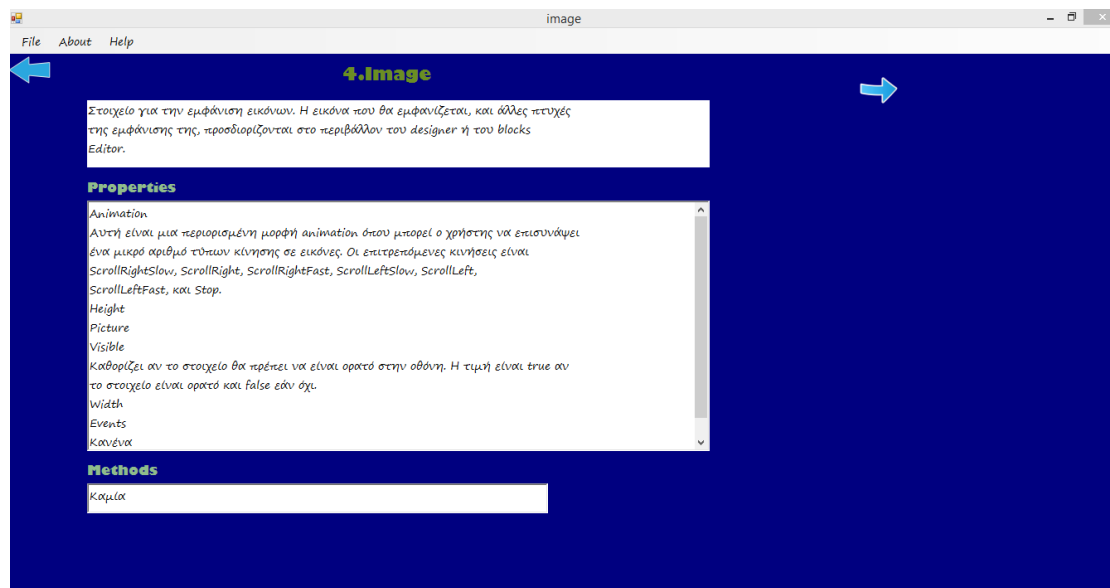 image
File About Help
4.Image
Στοιχείο για την εμφάνιση εικόνων. Η εικόνα που θα εμφανίζεται, και άλλες πτυχές
της εμφάνισης της, προσδιορίζονται στο περιβάλλον του designer ή του blocks
Editor.
Properties
Animation
Αυτή είναι μια περιορισμένη μορφή animation όπου μπορεί ο χρήστης να επισυνάψει
ένα μικρό αριθμό τύπων κίνησης σε εικόνες. Οι επιτρεπόμενες κινήσεις είναι
ScrollRightSlow, ScrollRight, ScrollRightFast, ScrollLeftSlow, ScrollLeft,
ScrollLeftFast, και Stop.
Height
Picture
Visible
Καθορίζει αν το στοιχείο θα πρέπει να είναι ορατό στην οθόνη. Η τιμή είναι true αν
το στοιχείο είναι ορατό και false εάν όχι.
Width
Events
Κανένα
Methods
Καμία